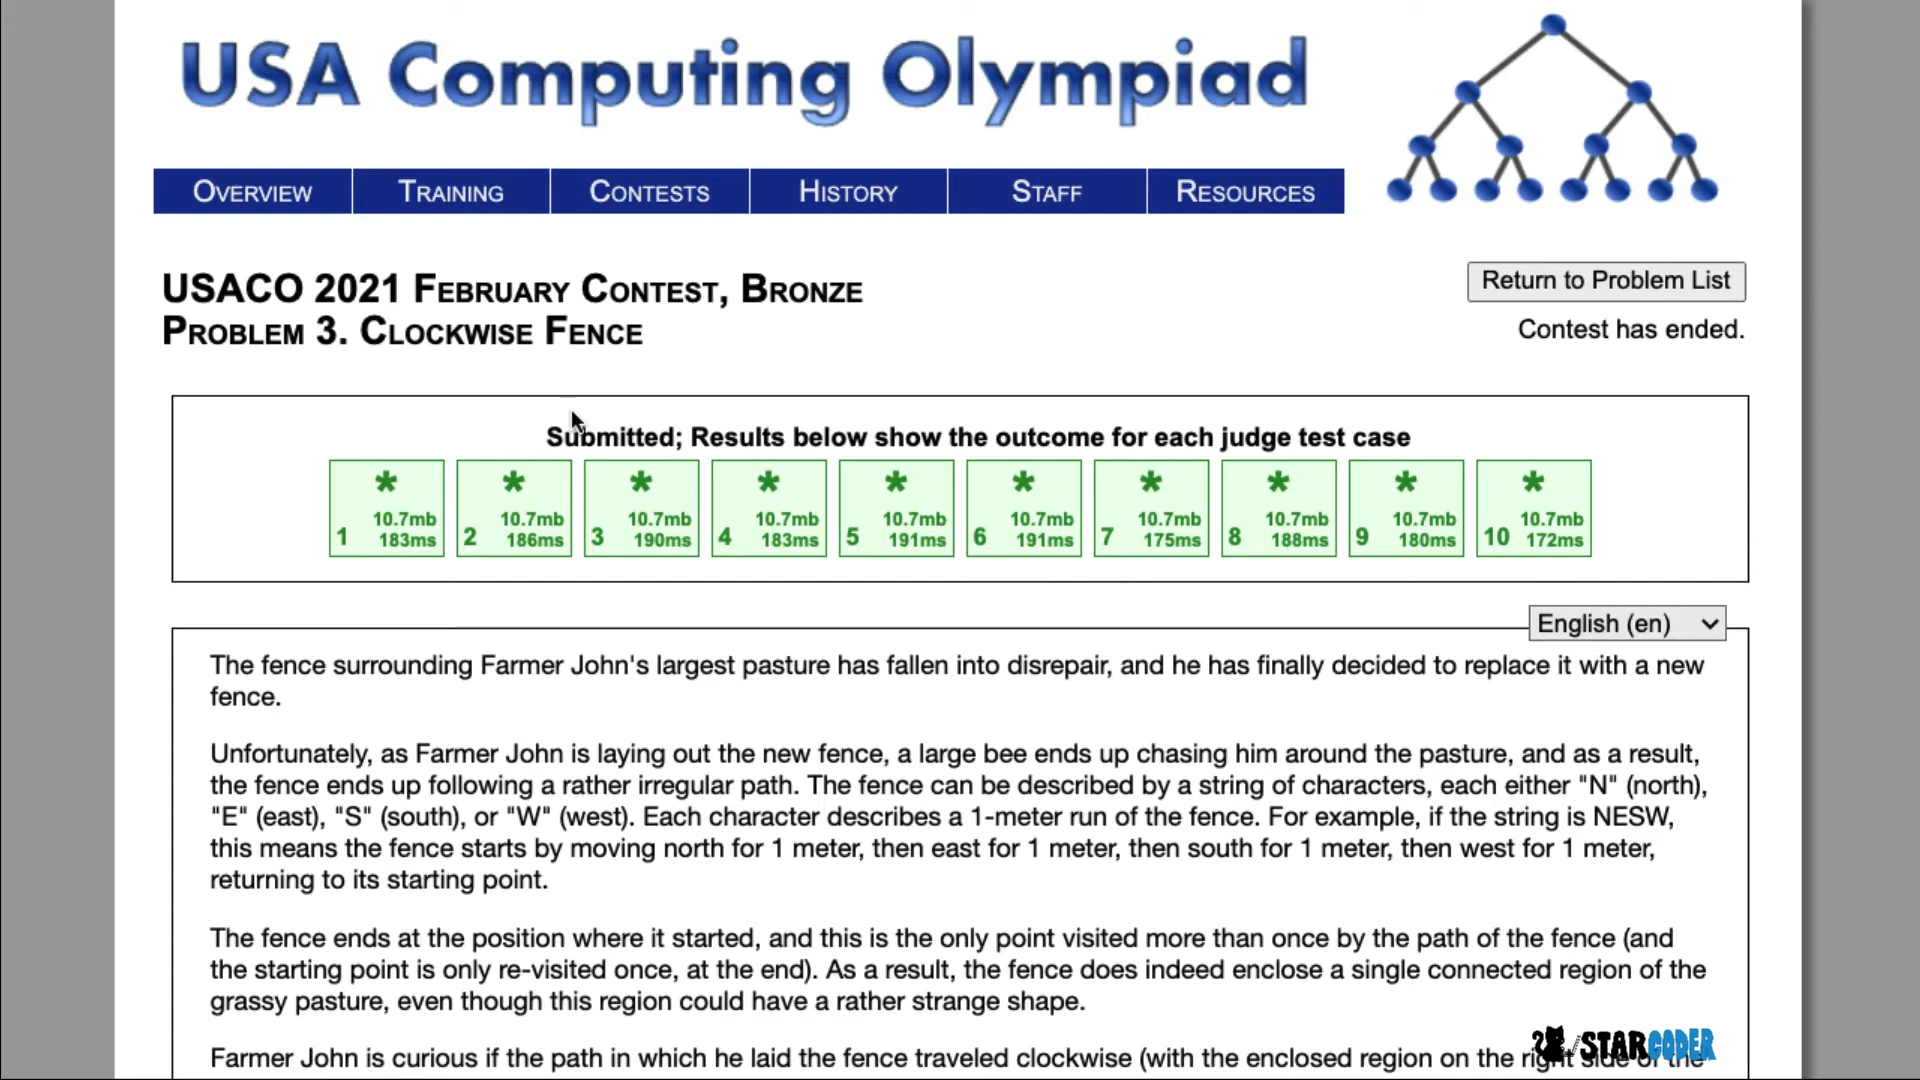 USA Computing Olympiad
OVERVIEW TRAINING CONTESTS HISTORY STAFF RESOURCES
USACO 2021 FEBRUARY CONTEST, BRONZE
PROBLEM 3. CLOCKWISE FENCE
Return to Problem List
Contest has ended.
Submitted; Results below show the outcome for each judge test case
* * * * * * * * * *
10.7mb 10.7mb 10.7mb 10.7mb 10.7mb 10.7mb 10.7mb 10.7mb 10.7mb 10.7mb
1 183ms 2 186ms 3 190ms 4 183ms 5 191ms 6 191ms 7 175ms 8 188ms 9 180ms 10 172ms
English (en)
The fence surrounding Farmer John's largest pasture has fallen into disrepair, and he has finally decided to replace it with a new
fence.
Unfortunately, as Farmer John is laying out the new fence, a large bee ends up chasing him around the pasture, and as a result,
the fence ends up following a rather irregular path. The fence can be described by a string of characters, each either "N" (north),
"E" (east), "S" (south), or "W" (west). Each character describes a 1-meter run of the fence. For example, if the string is NESW,
this means the fence starts by moving north for 1 meter, then east for 1 meter, then south for 1 meter, then west for 1 meter,
returning to its starting point.
The fence ends at the position where it started, and this is the only point visited more than once by the path of the fence (and
the starting point is only re-visited once, at the end). As a result, the fence does indeed enclose a single connected region of the
grassy pasture, even though this region could have a rather strange shape.
Farmer John is curious if the path in which he laid the fence traveled clockwise (with the enclosed region on the right side of the
STARCODER